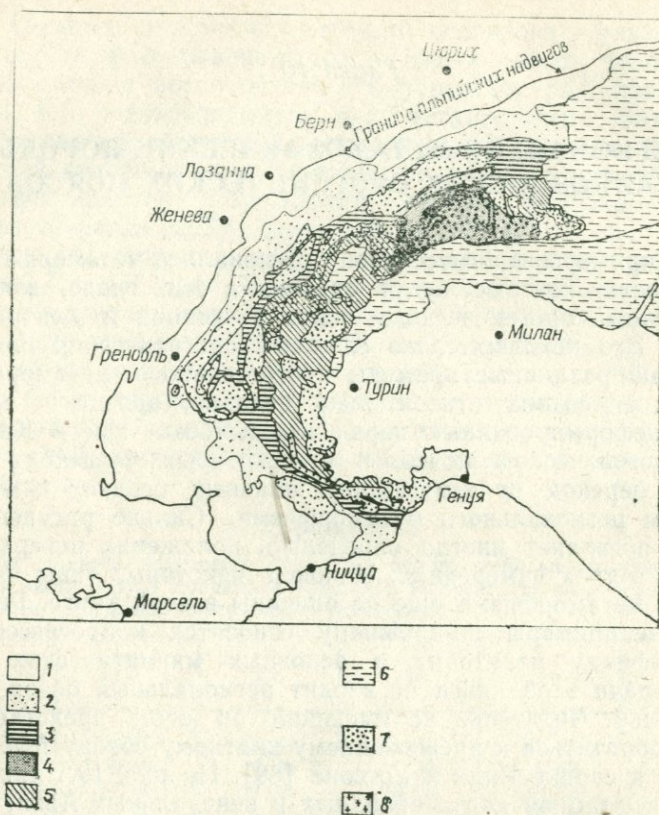 Цюрих
Граница альпийских надвигов
Берн
Лозанна
Женева
Милан
Гренобль
Турин
Генуя
Ницца
Марсель
1
2
3
4
5
6
7
8